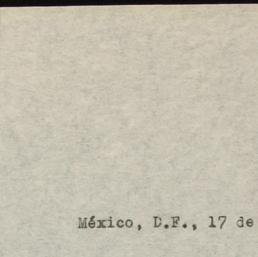 México, D.F., 17 de